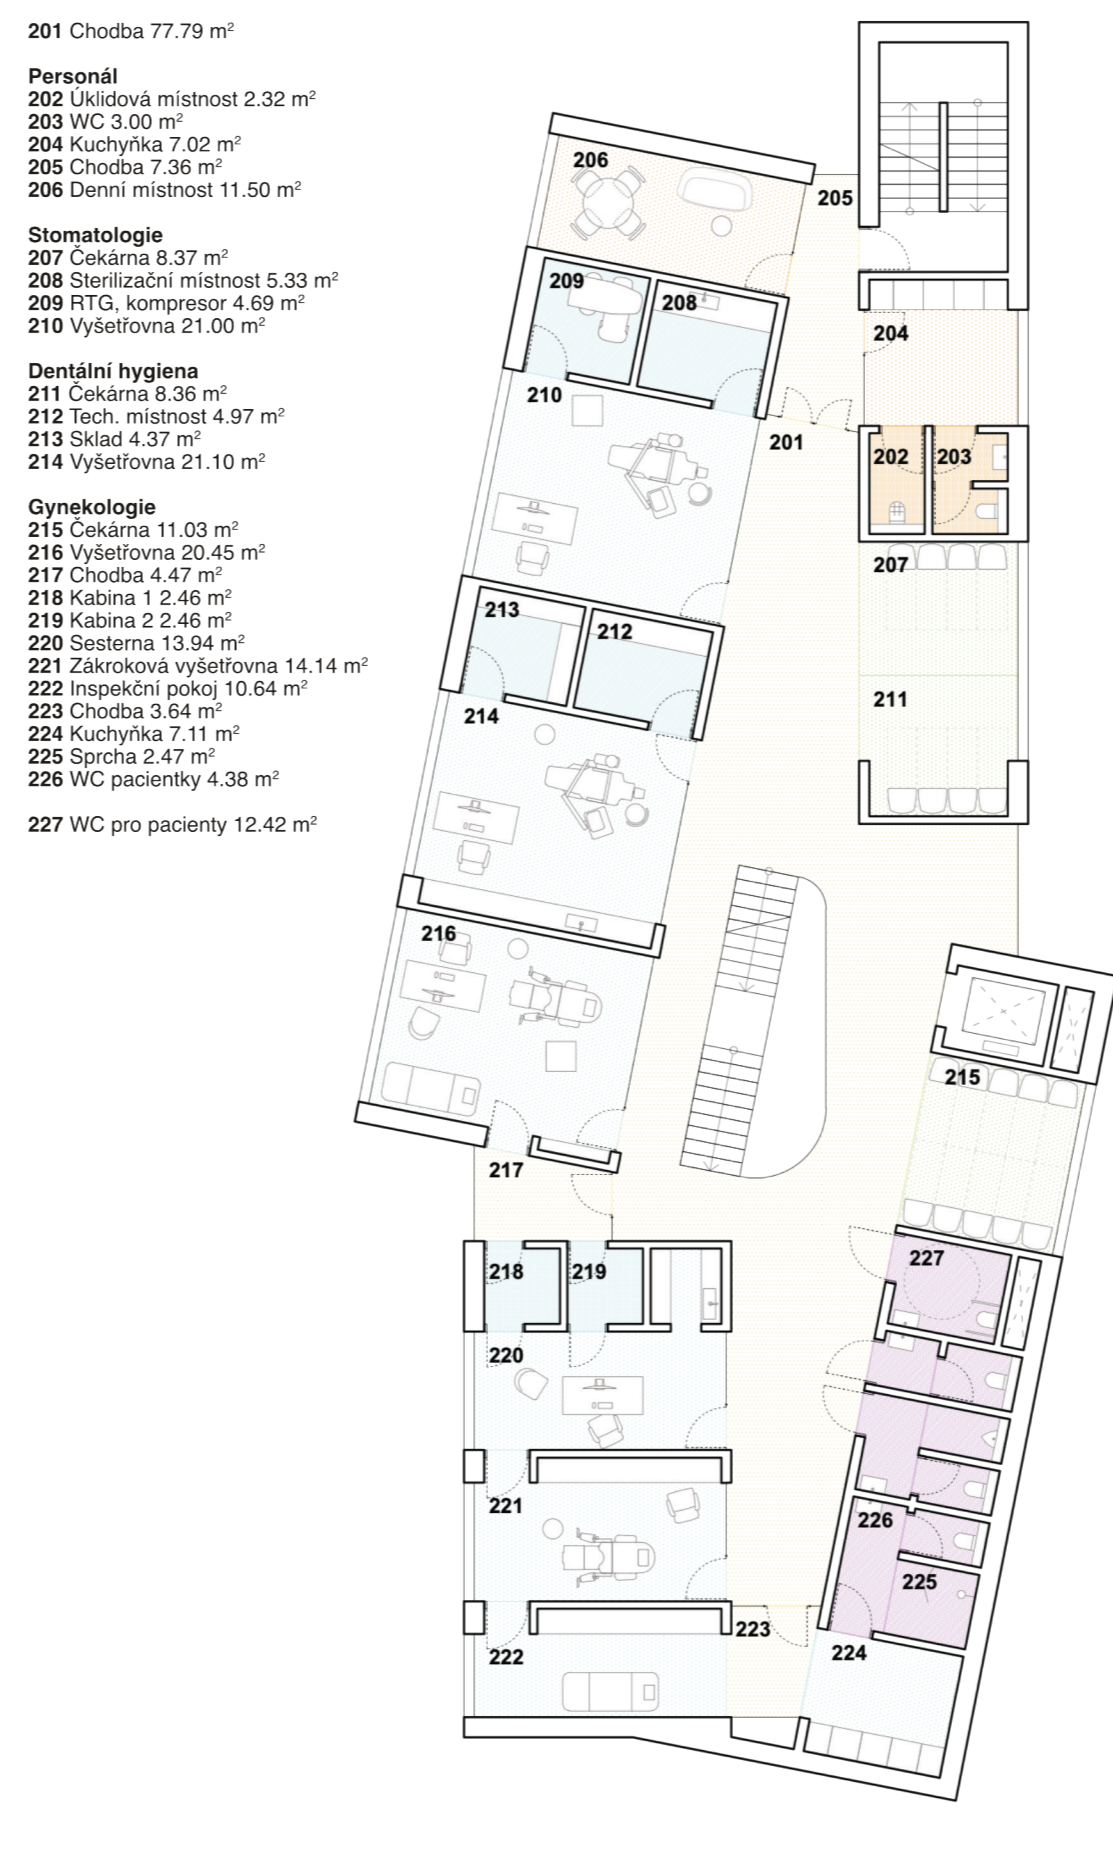 201 Chodba 77.79 m²
Personál
202 Úklidová místnost 2.32 m²
203 WC 3.00 m²
204 Kuchyňka 7.02 m²
205 Chodba 7.36 m²
206 Denní místnost 11.50 m²
Stomatologie
207 Čekárna 8.37 m²
208 Sterilizační místnost 5.33 m²
209 RTG, kompresor 4.69 m²
210 Vyšetřovna 21.00 m²
Dentální hygiena
211 Čekárna 8.36 m²
212 Tech. místnost 4.97 m²
213 Sklad 4.37 m²
214 Vyšetřovna 21.10 m²
Gynekologie
215 Čekárna 11.03 m²
216 Vyšetřovna 20.45 m²
217 Chodba 4.47 m²
218 Kabina 1 2.46 m²
219 Kabina 2 2.46 m²
220 Sesterna 13.94 m²
221 Zákroková vyšetřovna 14.14 m²
222 Inspekční pokoj 10.64 m²
223 Chodba 3.64 m²
224 Kuchyňka 7.11 m²
225 Sprcha 2.47 m²
226 WC pacientky 4.38 m²
227 WC pro pacienty 12.42 m²
206
205
209
208
204
210
201
202
203
207
213
212
211
214
216
215
217
227
218
219
220
221
226
225
223
224
222